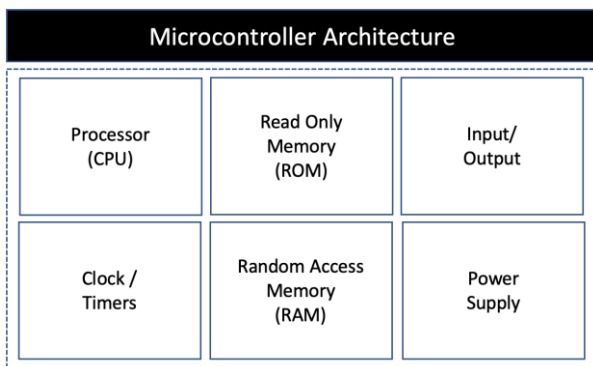 Microcontroller Architecture
Processor
(CPU)
Read Only
Memory
(ROM)
Input/
Output
Clock /
Timers
Random Access
Memory
(RAM)
Power
Supply